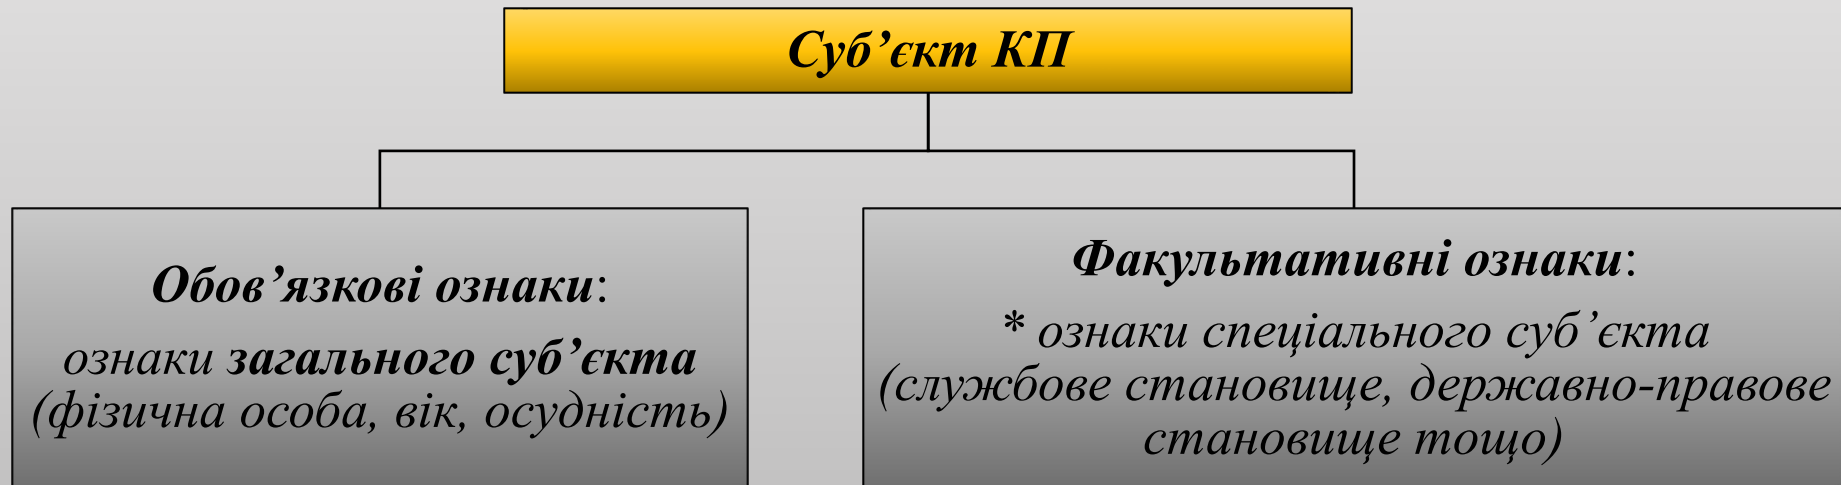 Суб’єкт КП
Обов’язкові ознаки:
ознаки загального суб’єкта
(фізична особа, вік, осудність)
Факультативні ознаки:
* ознаки спеціального суб’єкта
(службове становище, державно-правове
становище тощо)